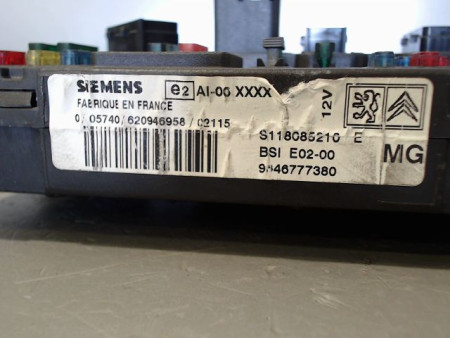 SIEMENS e2 AI-00 XXXX
FABRIQUE EN FRANCE
05740/620946958/02115
12V
S118085210 E
BSI E02-00
9646777380
MG